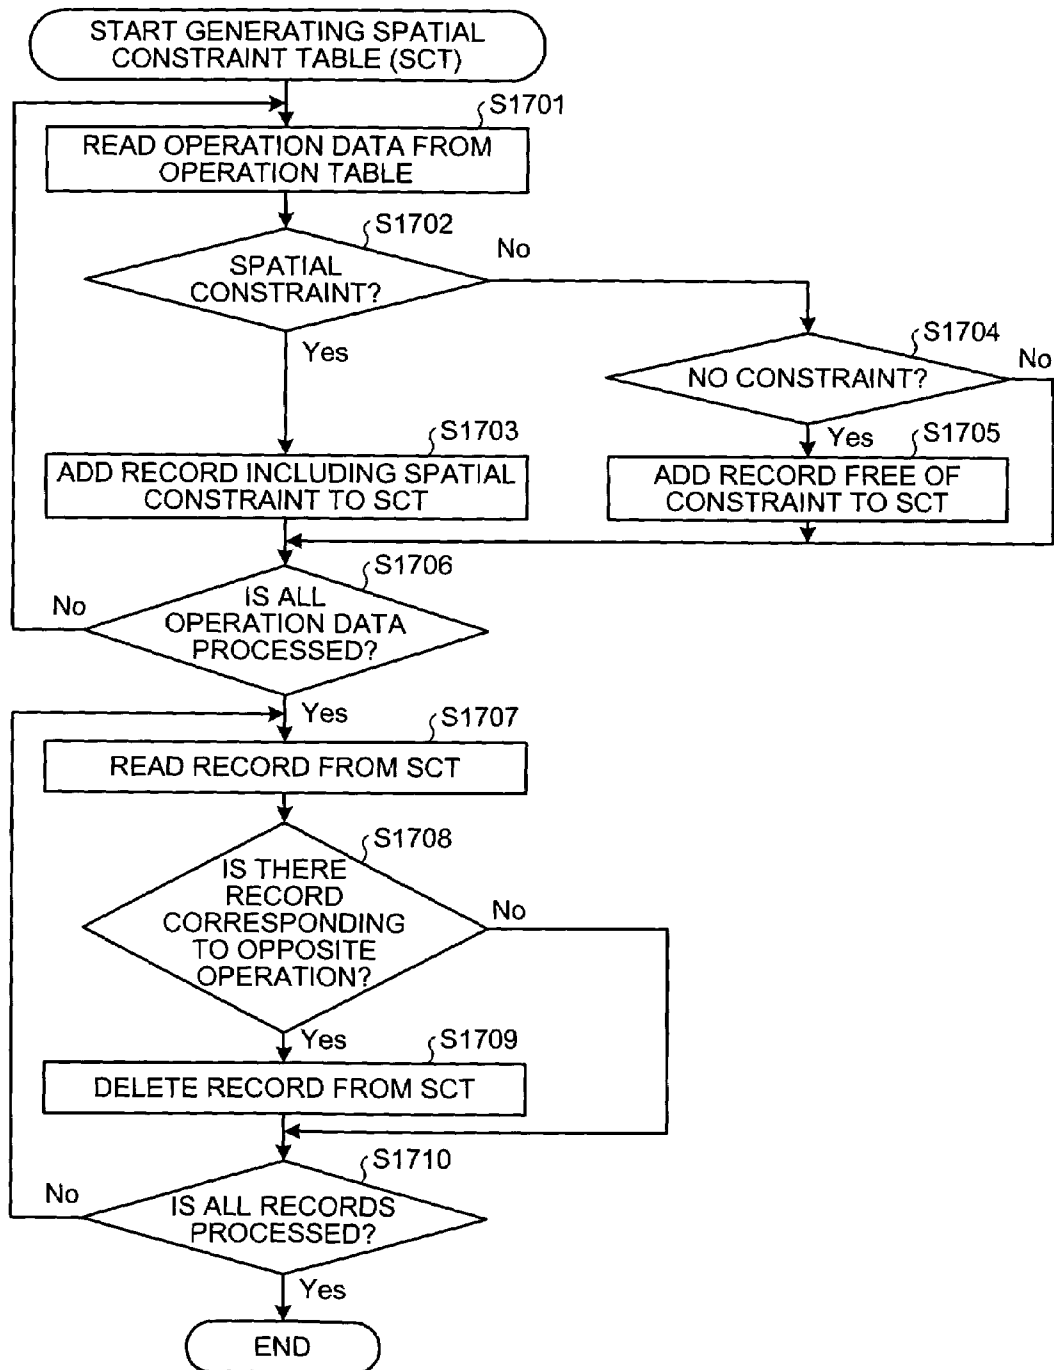 START GENERATING SPATIAL
CONSTRAINT TABLE (SCT)
S1701
READ OPERATION DATA FROM
OPERATION TABLE
S1702
No
SPATIAL
CONSTRAINT?
Yes
S1704
No
NO CONSTRAINT?
S1703
Yes
S1705
ADD RECORD INCLUDING SPATIAL
CONSTRAINT TO SCT
ADD RECORD FREE OF
CONSTRAINT TO SCT
S1706
No
IS ALL
OPERATION DATA
PROCESSED?
Yes
S1707
READ RECORD FROM SCT
S1708
IS THERE
RECORD
CORRESPONDING
TO OPPOSITE
OPERATION?
No
Yes
S1709
DELETE RECORD FROM SCT
S1710
No
IS ALL RECORDS
PROCESSED?
Yes
END